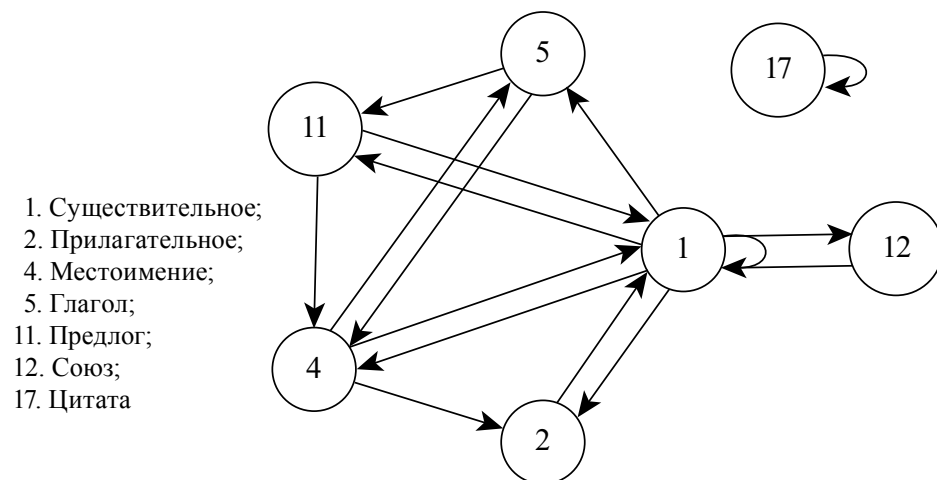 5
17
11
1. Существительное;
2. Прилагательное;
4. Местоимение;
5. Глагол;
11. Предлог;
12. Союз;
17. Цитата
1
12
4
2